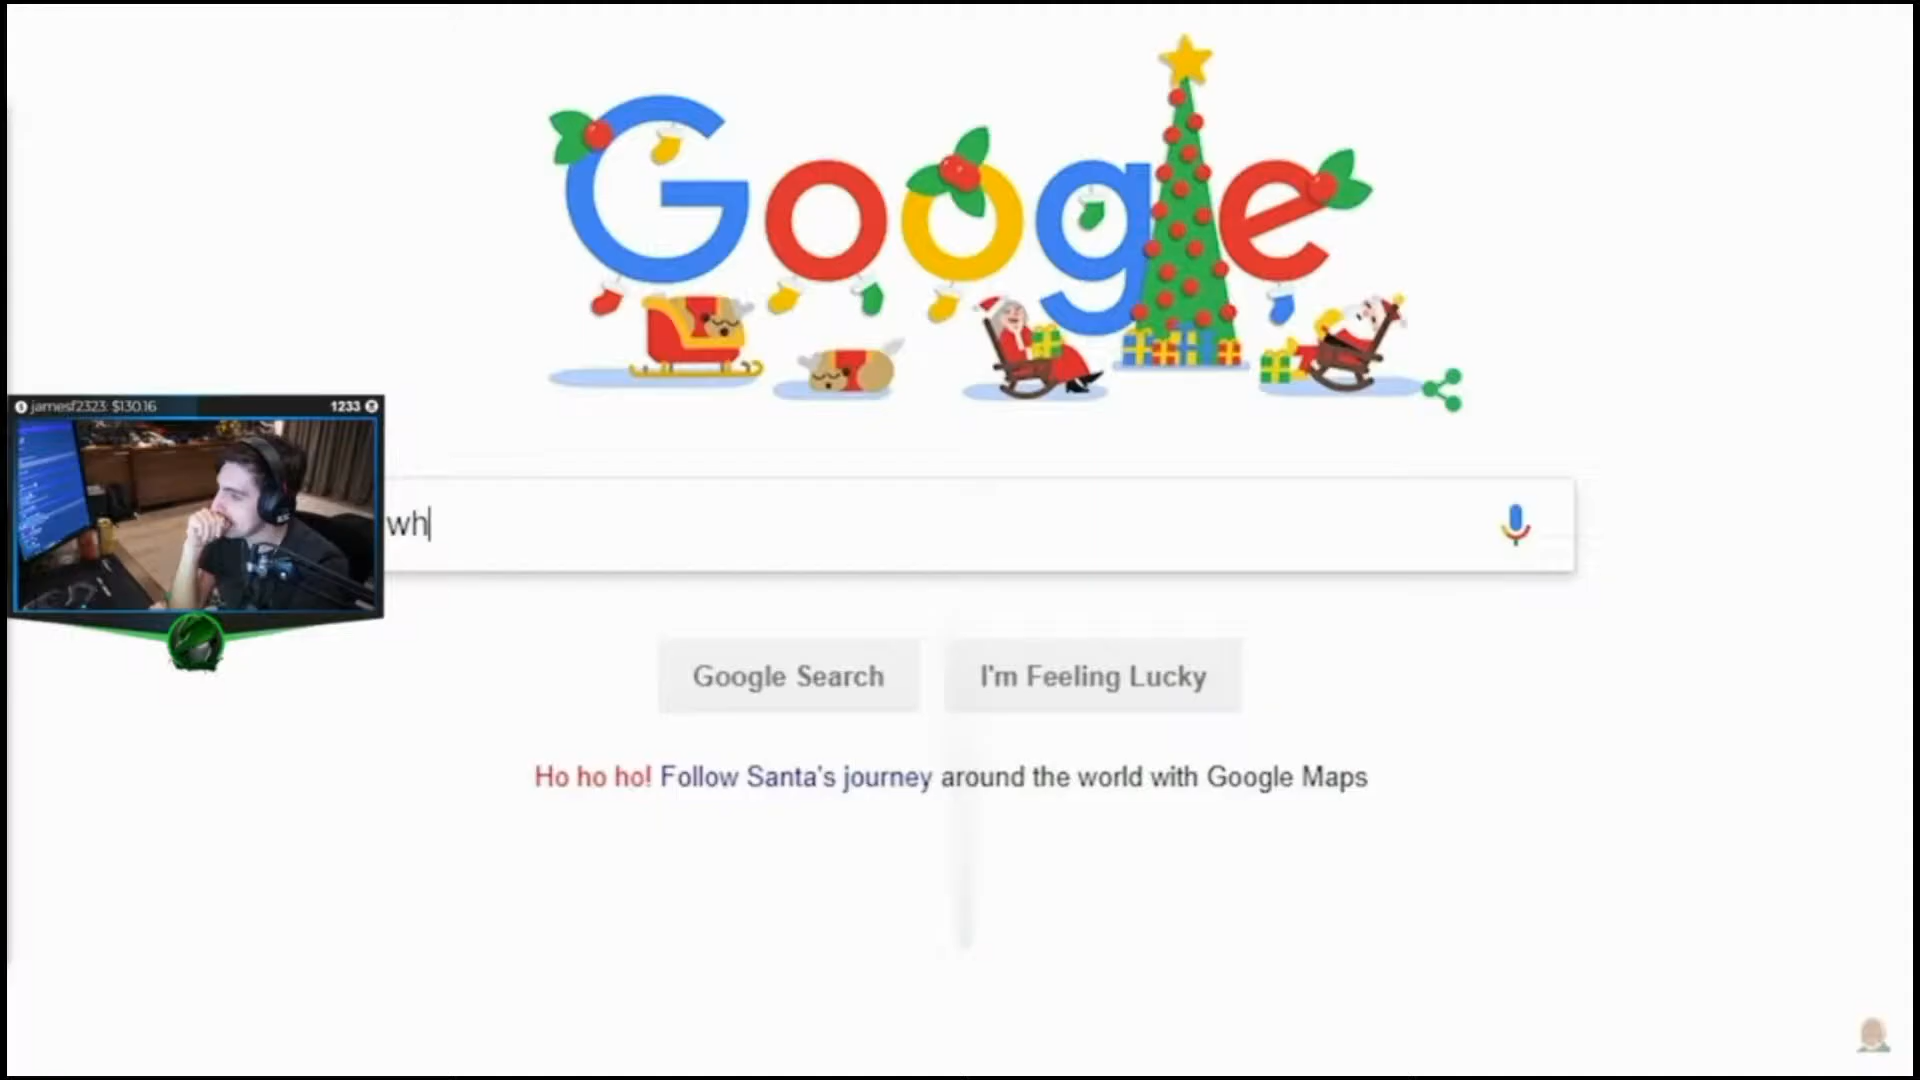 Google
jamesf2323: $130.16
1233
wh
Google Search
I'm Feeling Lucky
Ho ho ho! Follow Santa's journey around the world with Google Maps